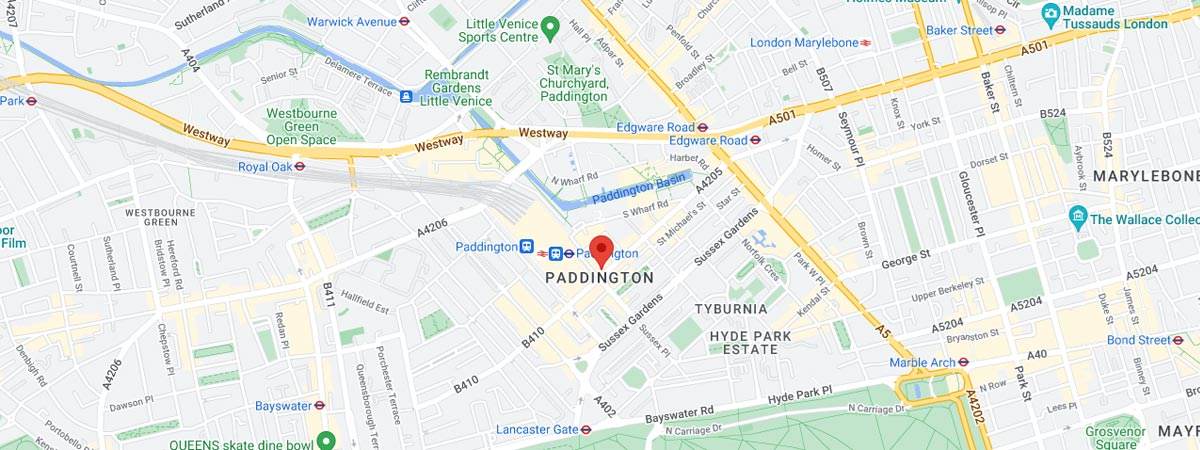 A4207
Sutherland A
Warwick Avenue
Little Venice
Sports Centre
Hall Pl
Adpar St
Penfold St
Broadley St
Madame
Tussauds London
Baker Street
A501
London Marylebone
A404
Senior St
Delamere Terrace
Rembrandt
Gardens
Little Venice
St Mary's
Churchyard,
Paddington
Bell St
B507
Knox St
Baker St
Chiltern St
B524
Park
Westbourne
Green
Open Space
Westway
Westway
Westway
Edgware Road
Edgware Road
A501
Seymour Pl
York St
Royal Oak
Harbet
Rd
Homer St
Dorset St
Aybrook St
B524
N Wharf Rd
Paddington Basin
A4205
Gloucester Pl
MARYLEBONE
WESTBOURNE
GREEN
S Wharf Rd
Star St
St Michael's St
The Wallace Collec
oor
Film
Courtnell St
Sutherland Pl
Hereford Rd
A4206
Paddington
Paddington
PADDINGTON
Sussex Gardens
Norfolk Cres
Park W Pl
George St
A5204
B411
Hallfield Est
Kendal St
Upper Berkeley St
A5204
TYBURNIA
HYDE PARK
ESTATE
Sussex Gardens
Sussex Pl
A5
A5204
Bryanston St
Duke St
James St
Bond Street
Redan Pl
Chepstow Pl
B410
B410
Denbigh Rd
A4206
Dawson Pl
Porchester Terrace
Queensborough Terrace
Marble Arch
A40
N Row
Park St
Binney St
Hyde Park Pl
Bayswater Rd
N Carriage Dr
N Carriage Dr
A4202
Lees Pl
Bayswater
A402
Lancaster Gate
Portobello
QUEENS skate dine bowl
Grosvenor
Square
MAYF